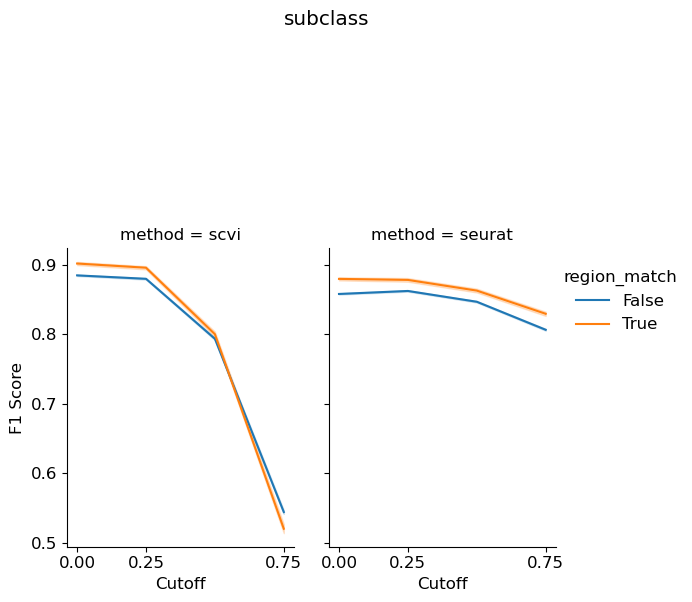 subclass
method = scvi
method = seurat
F1 Score
0.9
0.8
0.7
0.6
0.5
0.00 0.25 0.75
Cutoff
0.00 0.25 0.75
Cutoff
region_match
False
True